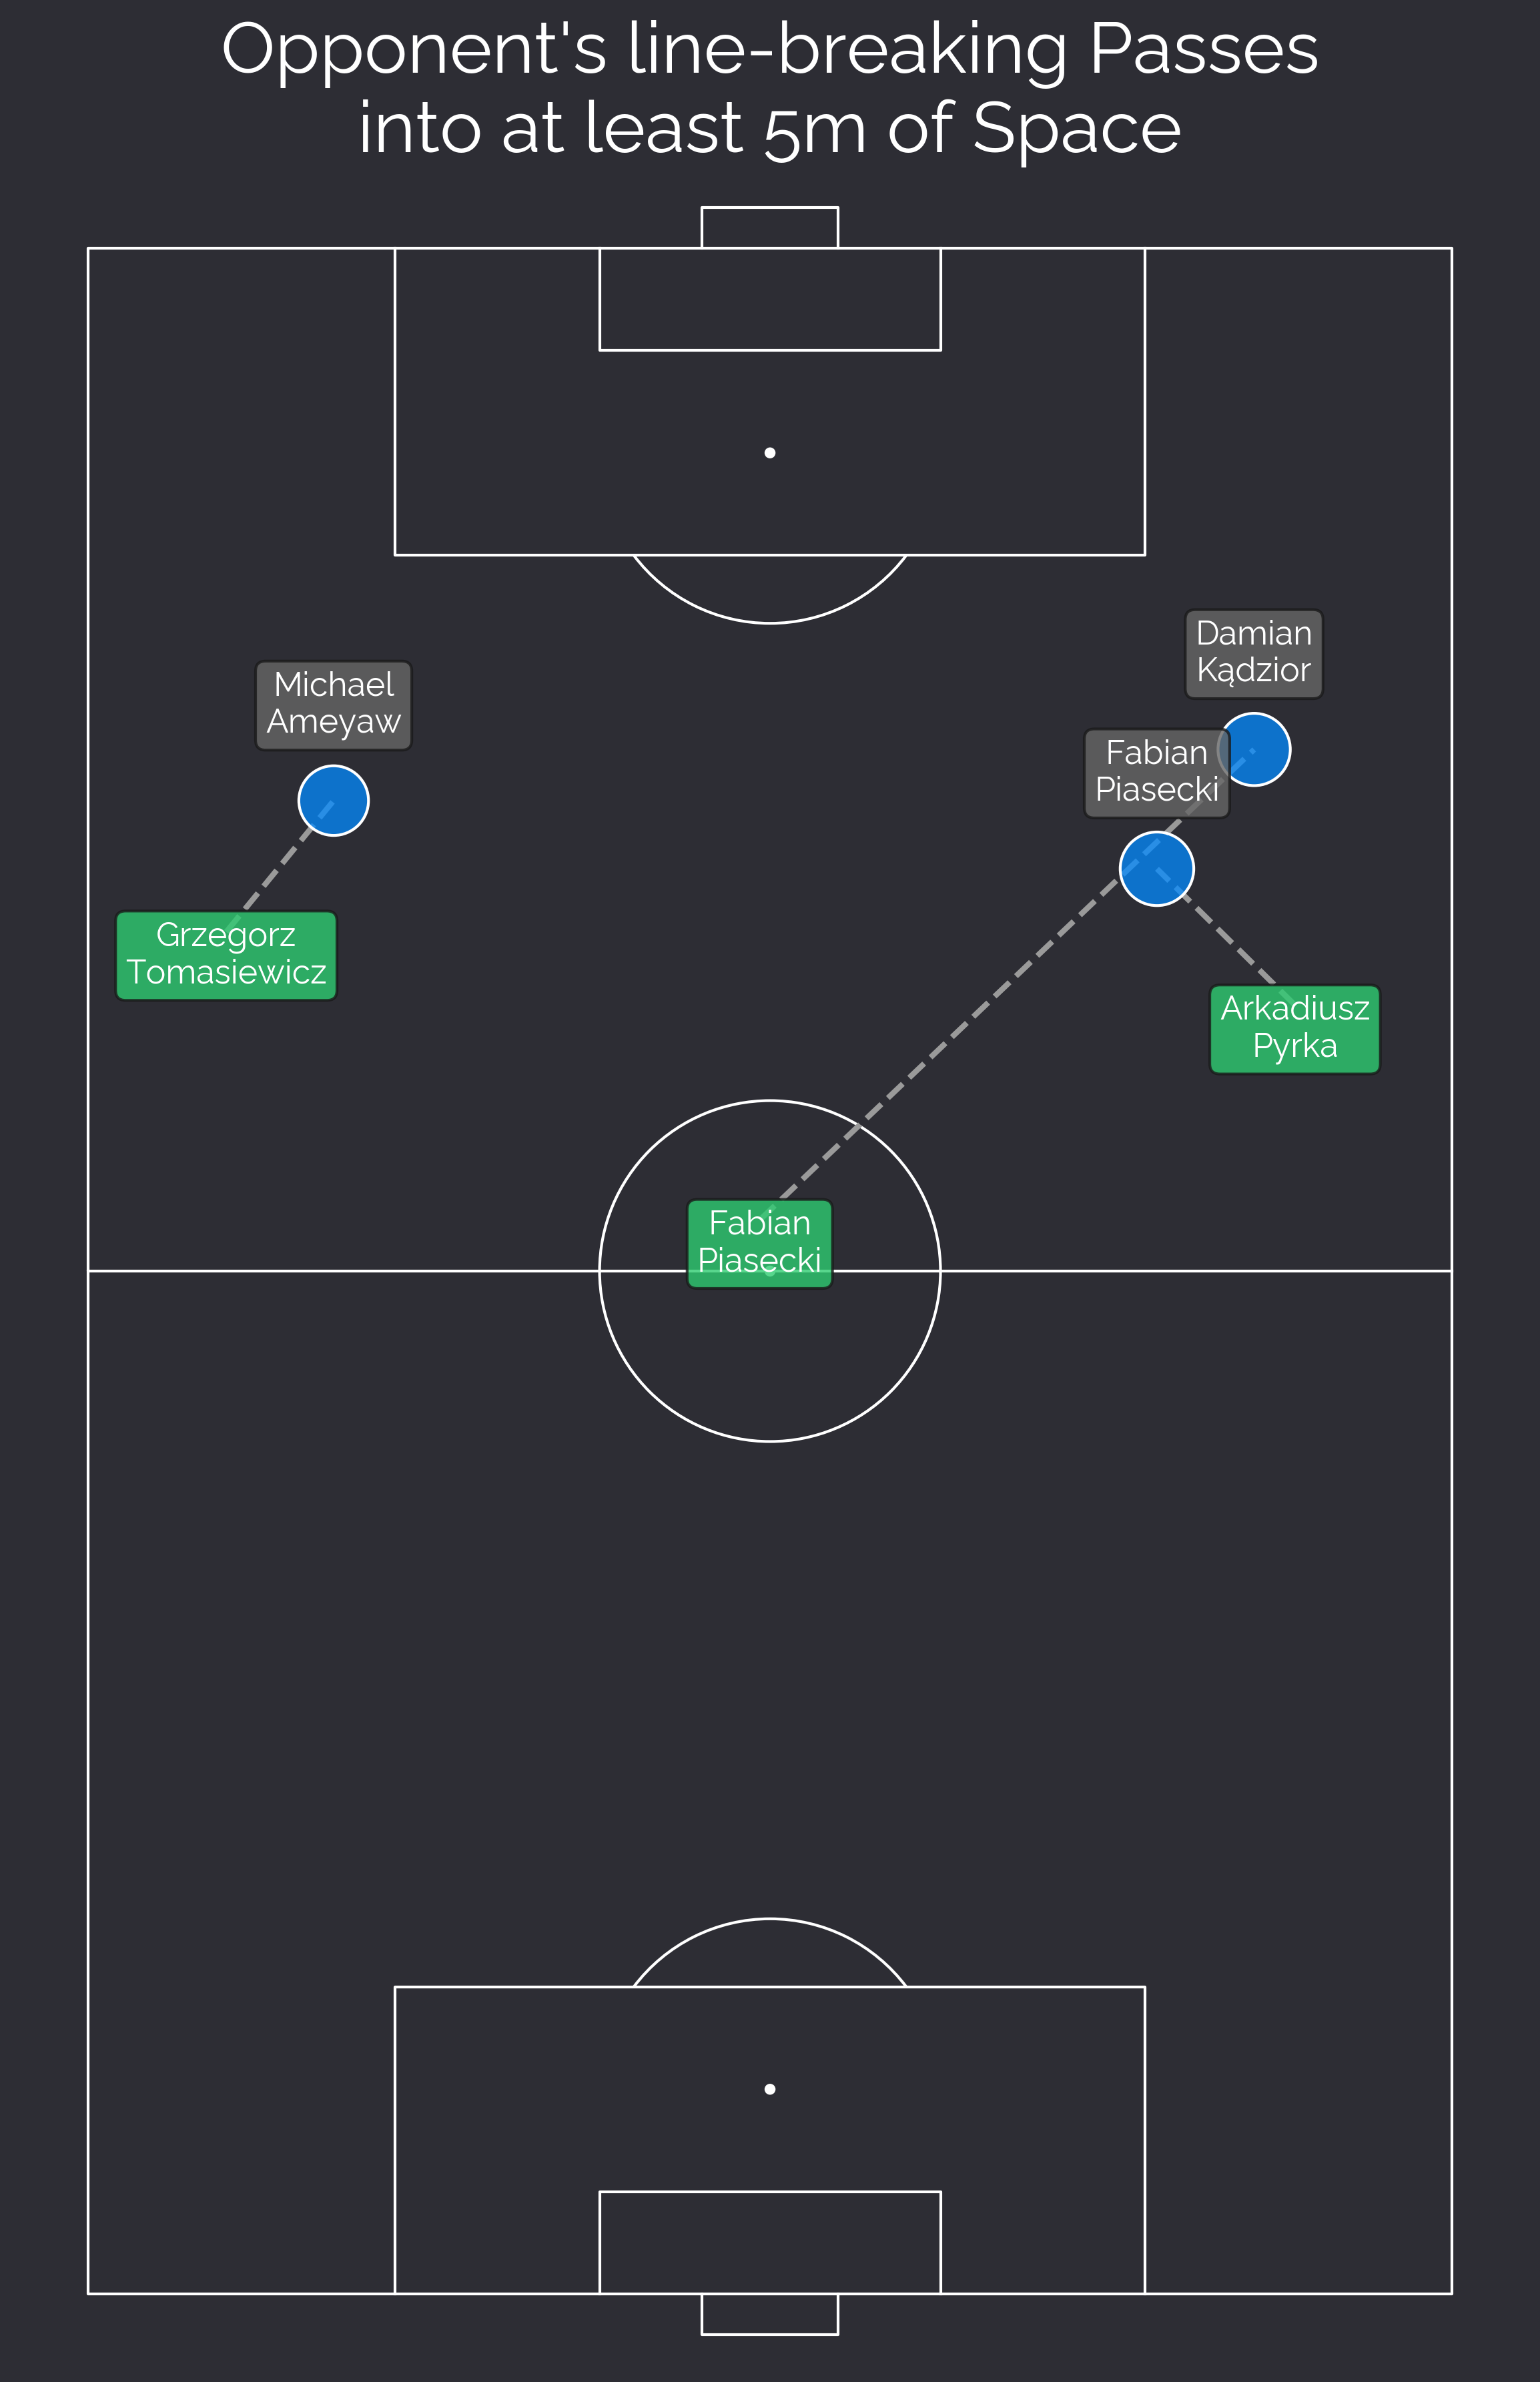 Opponent's line-breaking Passes
into at least 5m of Space
Damian
Kądzior
Michael
Ameyaw
Fabian
Piasecki
Grzegorz
Tomasiewicz
Arkadiusz
Pyrka
Fabian
Piasecki